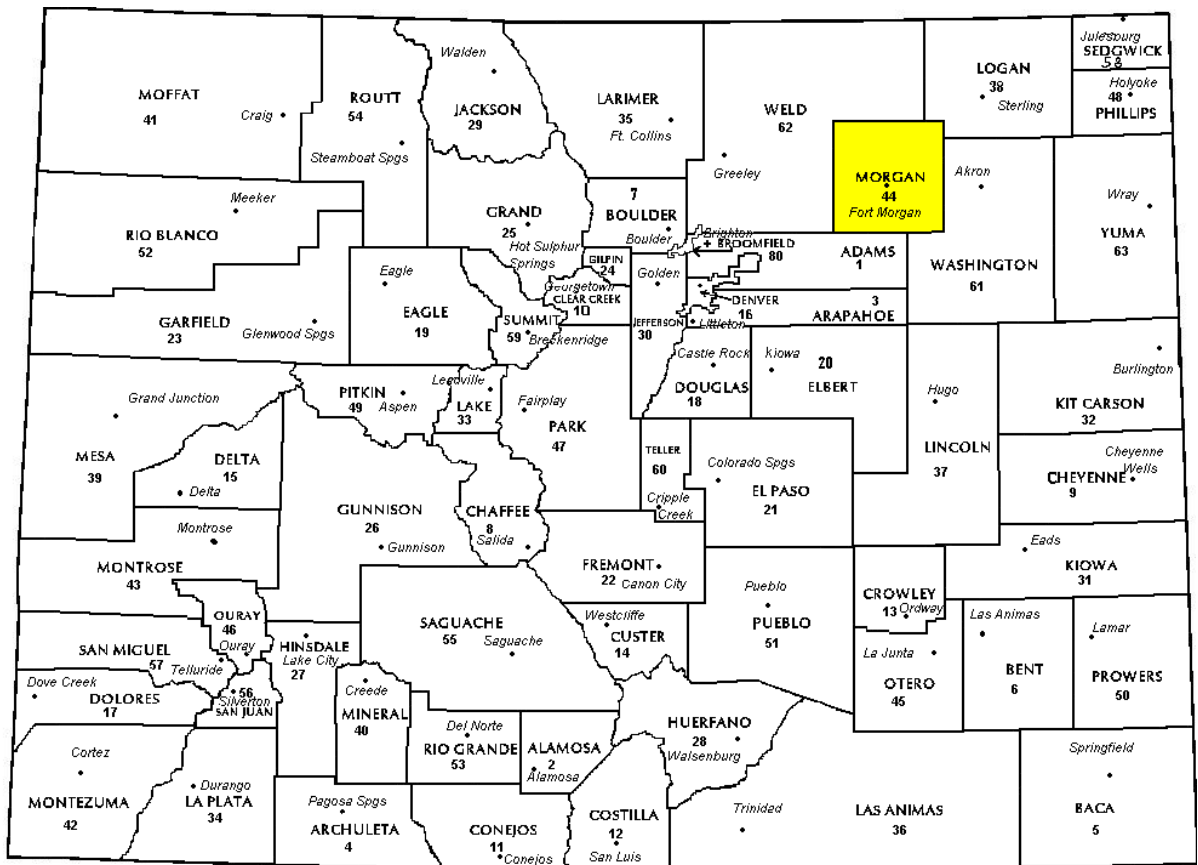 Julesburg
SEDGWICK
58
Walden
LOGAN
38
Sterling
Holyoke
48
PHILLIPS
MOFFAT
41
Craig
ROUTT
54
Steamboat Spgs
JACKSON
29
LARIMER
35
Ft. Collins
WELD
62
Greeley
MORGAN
44
Fort Morgan
Akron
Wray
YUMA
63
Meeker
RIO BLANCO
52
GRAND
25
Hot Sulphur
Springs
7
BOULDER
Boulder
Brighton
+ BROOMFIELD
80
ADAMS
1
WASHINGTON
61
GILPIN
24
Golden
Georgetown
CLEAR CREEK
10
DENVER
16
3
ARAPAHOE
Littleton
Eagle
EAGLE
19
GARFIELD
23
Glenwood Spgs
SUMMIT
59
Breckenridge
JEFFERSON
30
Castle Rock
DOUGLAS
18
Kiowa
20
ELBERT
Burlington
KIT CARSON
32
Hugo
LINCOLN
37
Grand Junction
MESA
39
PITKIN
49
Aspen
Leedville
LAKE
33
Fairplay
PARK
47
DELTA
15
Delta
TELLER
60
Cripple
Creek
Colorado Spgs
EL PASO
21
Cheyenne
Wells
CHEYENNE
9
GUNNISON
26
Gunnison
CHAFFEE
8
Salida
Montrose
MONTROSE
43
FREMONT
22
Canon City
Eads
KIOWA
31
CROWLEY
13
Ordway
Pueblo
PUEBLO
51
OURAY
46
Ouray
SAN MIGUEL
57
Telluride
HINSDALE
Lake City
27
SAGUACHE
55
Saguache
Westcliffe
CUSTER
14
La Junta
OTERO
45
Las Animas
BENT
6
Lamar
PROWERS
50
Dove Creek
DOLORES
17
56
Silverton
SAN JUAN
Creede
MINERAL
40
Del Norte
RIO GRANDE
53
ALAMOSA
2
Alamosa
HUERFANO
28
Walsenburg
Cortez
MONTEZUMA
42
Durango
LA PLATA
34
Pagosa Spgs
ARCHULETA
4
CONEJOS
11
Conejos
COSTILLA
12
San Luis
Trinidad
LAS ANIMAS
36
Springfield
BACA
5